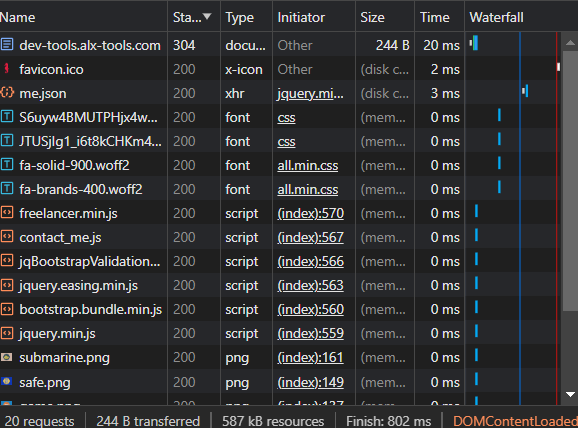 Name Sta... Type Initiator Size Time Waterfall
dev-tools.alx-tools.com 304 docu... Other 244 B 20 ms
favicon.ico 200 x-icon Other (disk c... 2 ms
me.json 200 xhr jquery.mi... (disk c... 3 ms
S6uyw4BMUTPHjx4w... 200 font css (mem... 0 ms
JTUSjIg1_i6t8kCHKm4... 200 font css (mem... 0 ms
fa-solid-900.woff2 200 font all.min.css (mem... 0 ms
fa-brands-400.woff2 200 font all.min.css (mem... 0 ms
freelancer.min.js 200 script (index):570 (mem... 0 ms
contact_me.js 200 script (index):567 (mem... 0 ms
jqBootstrapValidation... 200 script (index):566 (mem... 0 ms
jquery.easing.min.js 200 script (index):563 (mem... 0 ms
bootstrap.bundle.min.js 200 script (index):560 (mem... 0 ms
jquery.min.js 200 script (index):559 (mem... 0 ms
submarine.png 200 png (index):161 (mem... 0 ms
safe.png 200 png (index):149 (mem... 0 ms
20 requests 244 B transferred 587 kB resources Finish: 802 ms DOMContentLoaded